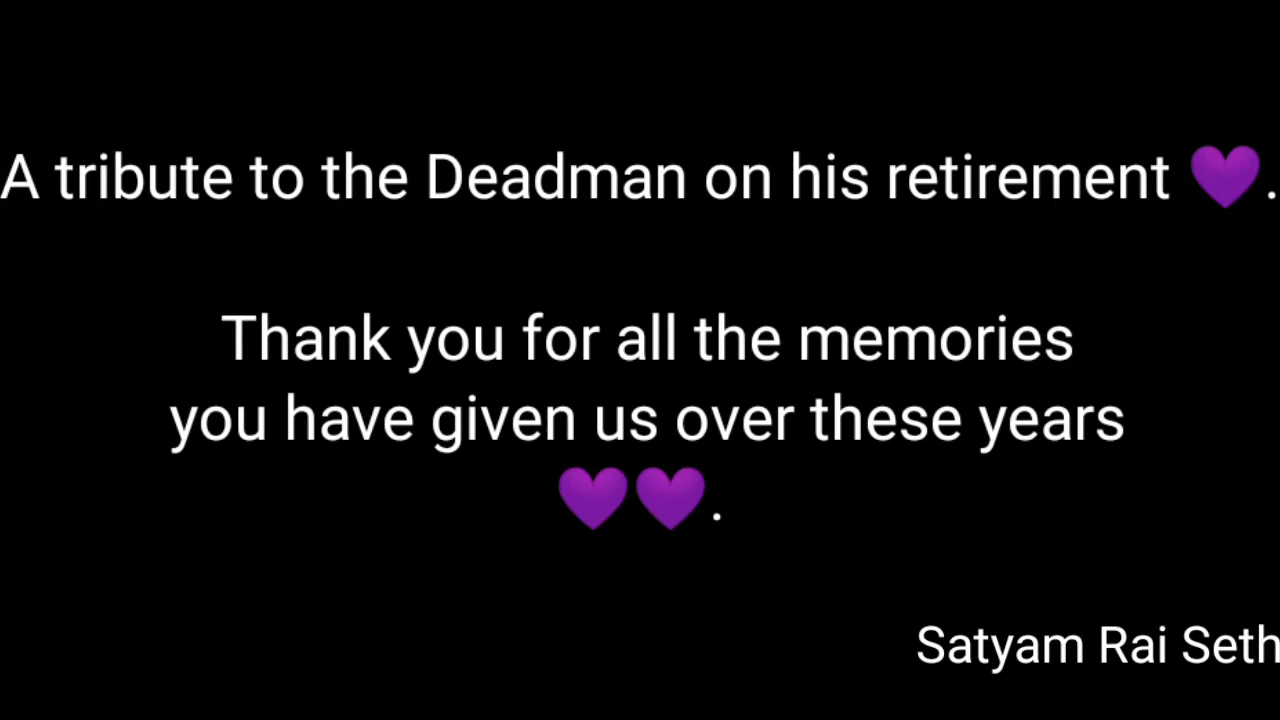 A tribute to the Deadman on his retirement 💜.
Thank you for all the memories
you have given us over these years
💜💜.
Satyam Rai Seth